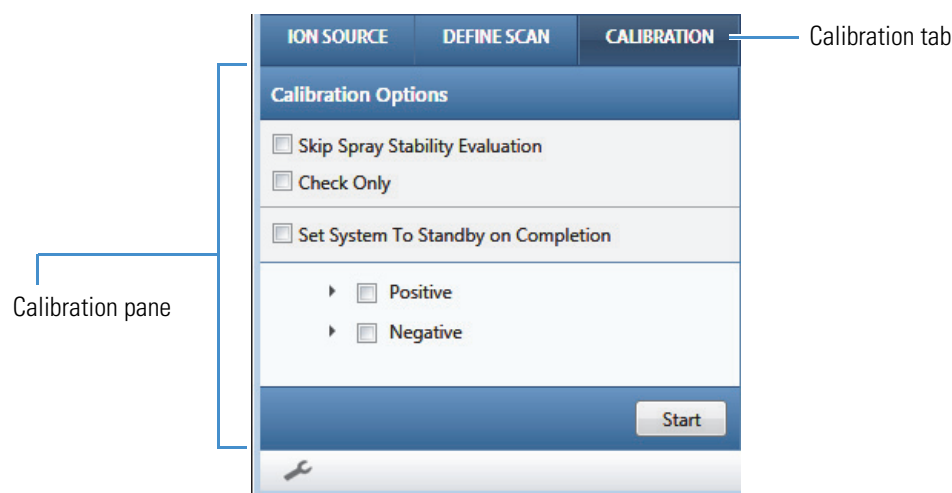 ION SOURCE DEFINE SCAN CALIBRATION
Calibration tab
Calibration Options
Skip Spray Stability Evaluation
Check Only
Set System To Standby on Completion
Calibration pane
Positive
Negative
Start